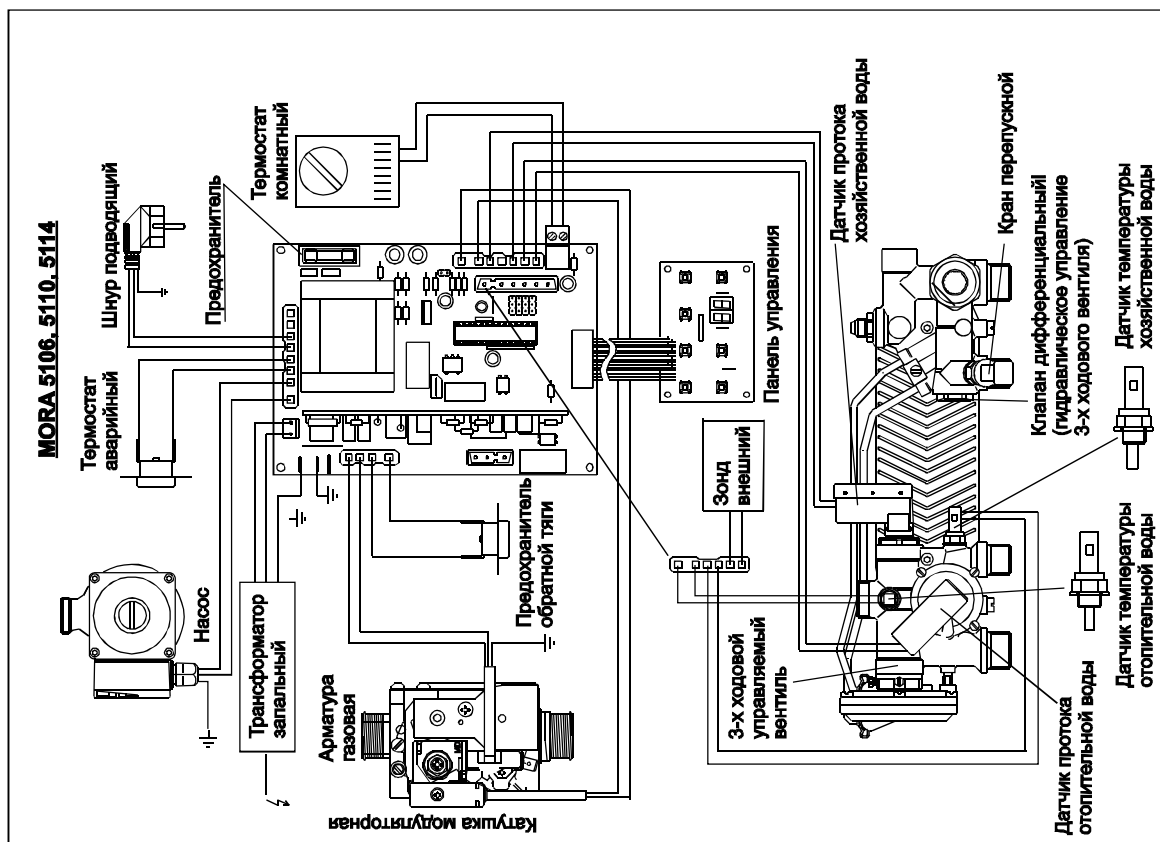 MORA 5106, 5110, 5114
Шнур подводящий
Предохранитель
Термостат
комнатный
Термостат
аварийный
Насос
Трансформатор
запальный
Арматура
газовая
Катушка модуляторная
Предохранитель
обратной тяги
Зонд
внешний
Панель управления
Датчик протока
хозяйственной воды
Кран перепускной
Клапан дифференциальный
(гидравлическое управление
3-х ходового вентиля)
Датчик температуры
хозяйственной воды
Датчик температуры
отопительной воды
3-х ходовой
управляемый
вентиль
Датчик протока
отопительной воды